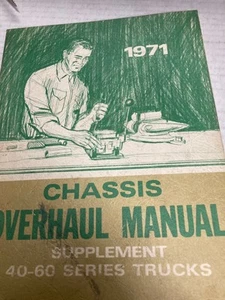 1971
CHASSIS
OVERHAUL MANUAL
SUPPLEMENT
40-60 SERIES TRUCKS